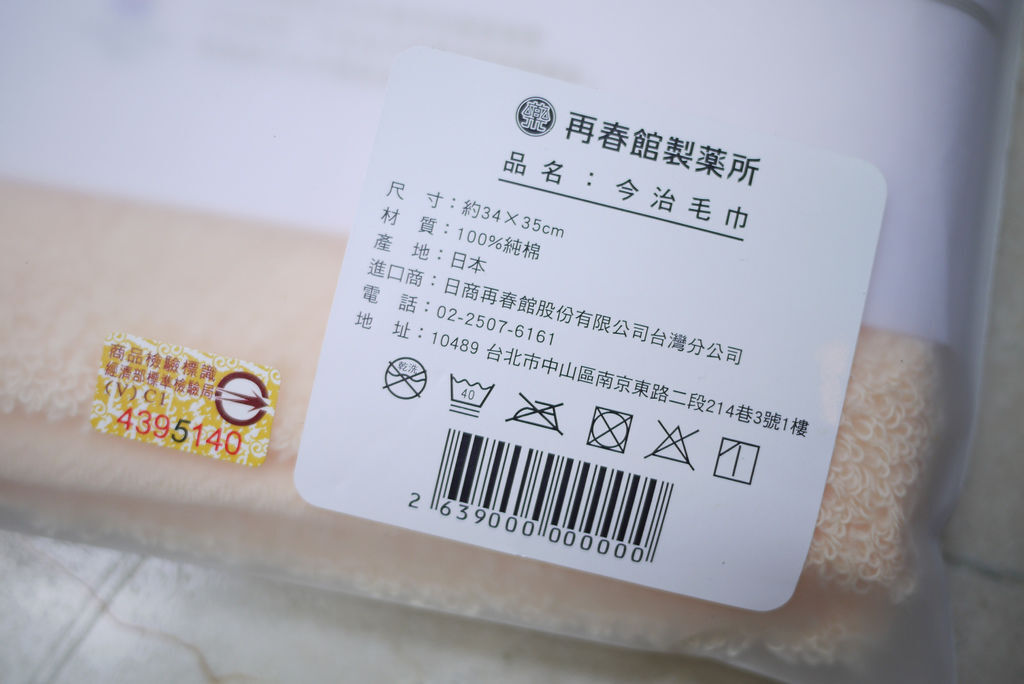 藥
再春館製薬所
品名：今治毛巾
尺 寸：約34×35cm
材 質：100%純棉
產 地：日本
進口商：日商再春館股份有限公司台灣分公司
電 話：02-2507-6161
地 址：10489 台北市中山區南京東路二段214巷3號1樓
乾洗
40
2 639000 000000
商品檢驗標識
經濟部標準檢驗局
(V) C1
4395140